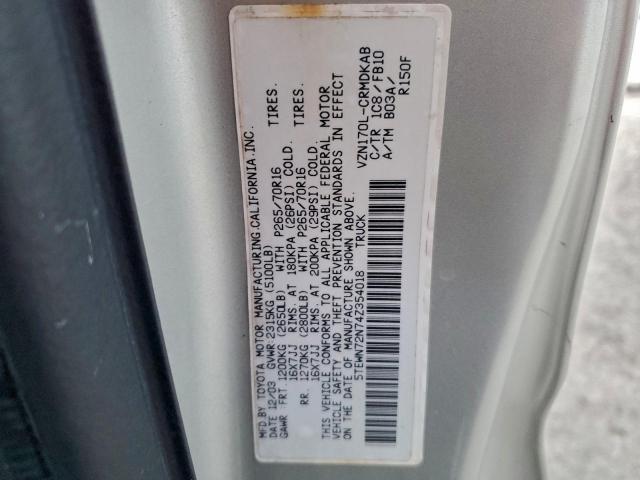 MFD.BY TOYOTA MOTOR MANUFACTURING.CALIFORNIA.INC.
DATE 12/03 GVWR 2315KG (5100LB)
GAWR FRT 1200KG (2650LB) WITH P265/70R16 TIRES.
16X7JJ RIMS. AT 180KPA (26PSI) COLD.
RR. 1270KG (2800LB) WITH P265/70R16 TIRES.
16X7JJ RIMS. AT 200KPA (29PSI) COLD.
THIS VEHICLE CONFORMS TO ALL APPLICABLE FEDERAL MOTOR
VEHICLE SAFETY AND THEFT PREVENTION STANDARDS IN EFFECT
ON THE DATE OF MANUFACTURE SHOWN ABOVE.
5TEWN72N74Z354018 TRUCK
VZN170L-CRMDKAB
C/TR 1C8/FB10
A/TM B03A/
R150F